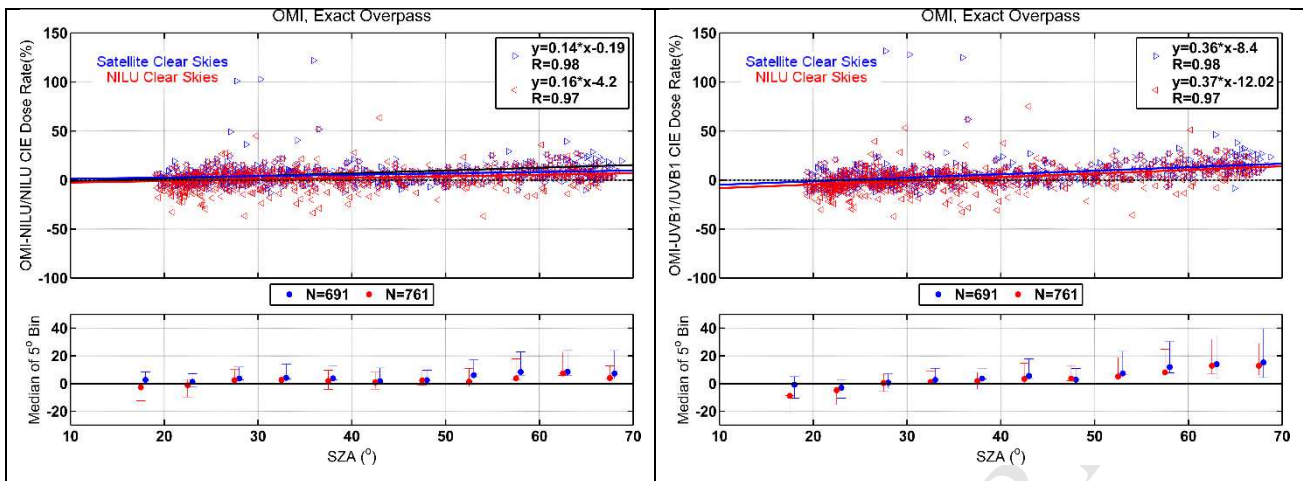 OMI, Exact Overpass
OMI-NILU/NILU CIE Dose Rate(%)
150
100
50
0
-50
-100
Satellite Clear Skies
NILU Clear Skies
y=0.14*x-0.19
R=0.98
y=0.16*x-4.2
R=0.97
N=691 N=761
Median of 5° Bin
40
20
0
-20
10 20 30 40 50 60 70
SZA (°)
OMI, Exact Overpass
OMI-UVB1/UVB1 CIE Dose Rate(%)
150
100
50
0
-50
-100
Satellite Clear Skies
NILU Clear Skies
y=0.36*x-8.4
R=0.98
y=0.37*x-12.02
R=0.97
N=691 N=761
Median of 5° Bin
40
20
0
-20
10 20 30 40 50 60 70
SZA (°)